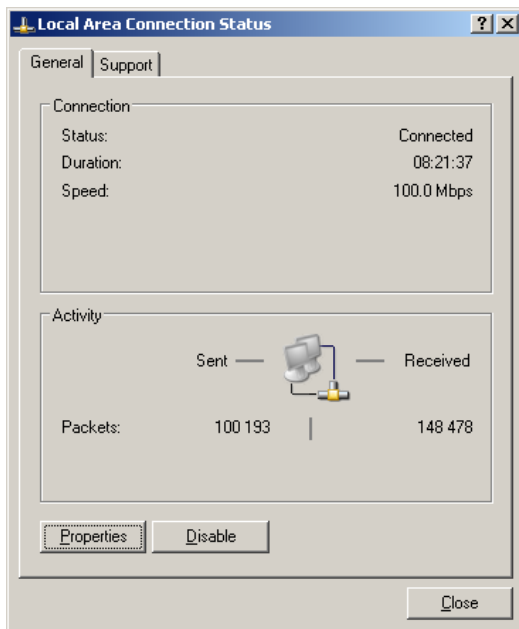 Local Area Connection Status
General Support
Connection
Status: Connected
Duration: 08:21:37
Speed: 100.0 Mbps
Activity
Sent Received
Packets: 100 193 148 478
Properties Disable
Close